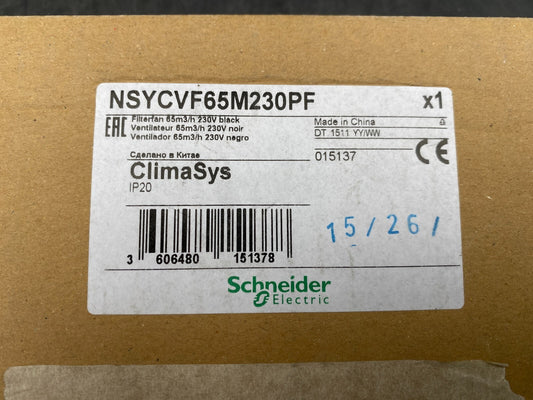 NSYCVF65M230PF x1
EAC Filterfan 65m3/h 230V black
Ventilateur 65m3/h 230V noir
Ventilador 65m3/h 230V negro
Made in China
DT 1511 YY/WW
Сделано в Китае
015137 CE
ClimaSys
IP20
3 606480 151378
15/26/
Schneider
Electric